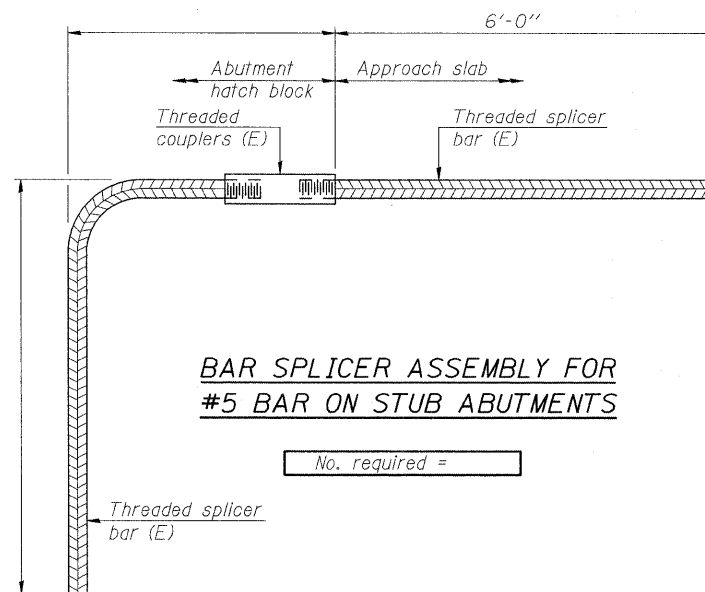 6'-0"
Abutment
hatch block
Approach slab
Threaded
couplers (E)
Threaded splicer
bar (E)
BAR SPLICER ASSEMBLY FOR
#5 BAR ON STUB ABUTMENTS
No. required =
Threaded splicer
bar (E)